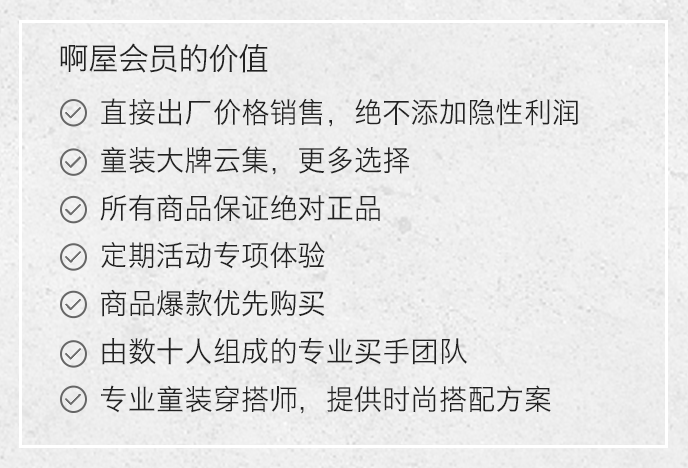 啊屋会员的价值
直接出厂价格销售，绝不添加隐性利润
童装大牌云集，更多选择
所有商品保证绝对正品
定期活动专项体验
商品爆款优先购买
由数十人组成的专业买手团队
专业童装穿搭师，提供时尚搭配方案